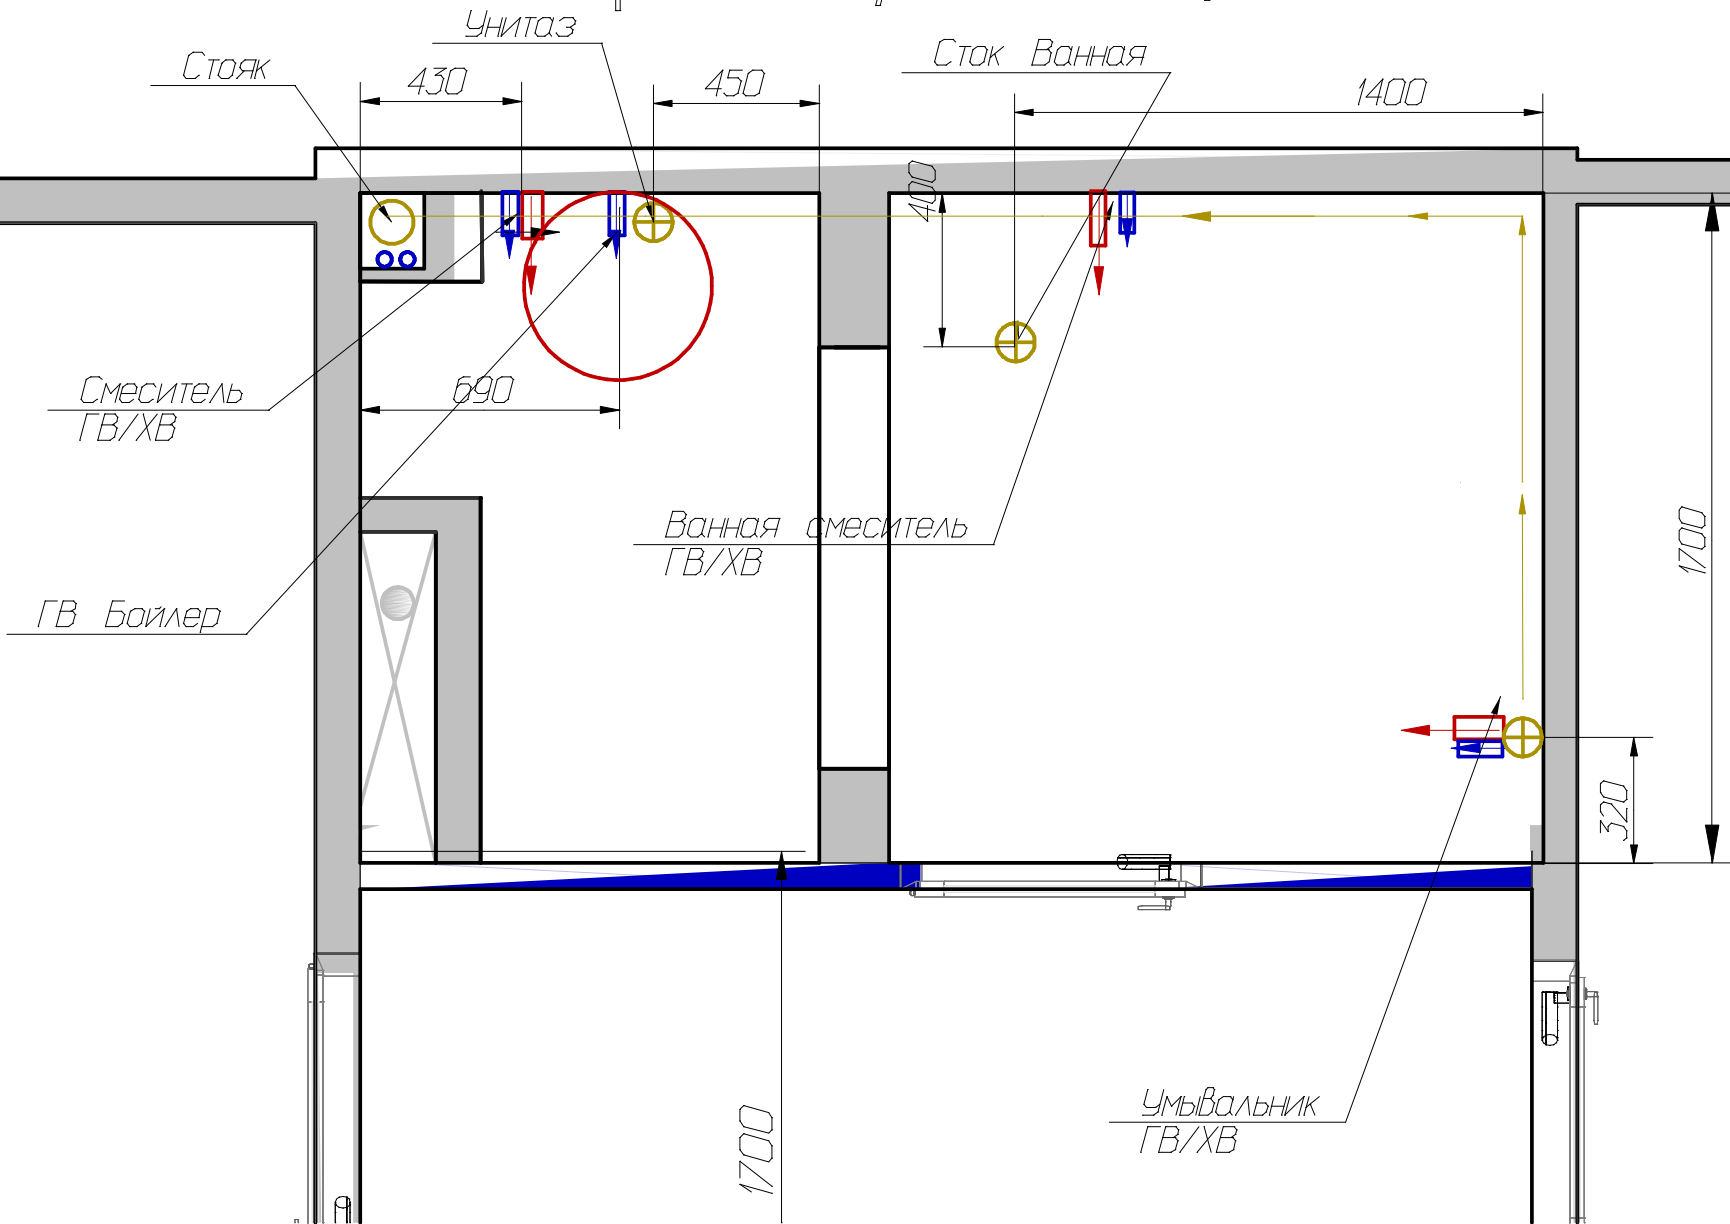 Унитаз
Стояк
Сток Ванная
430
450
1400
400
Смеситель
ГВ/ХВ
690
Ванная смеситель
ГВ/ХВ
1700
ГВ Бойлер
320
Умывальник
ГВ/ХВ
1700